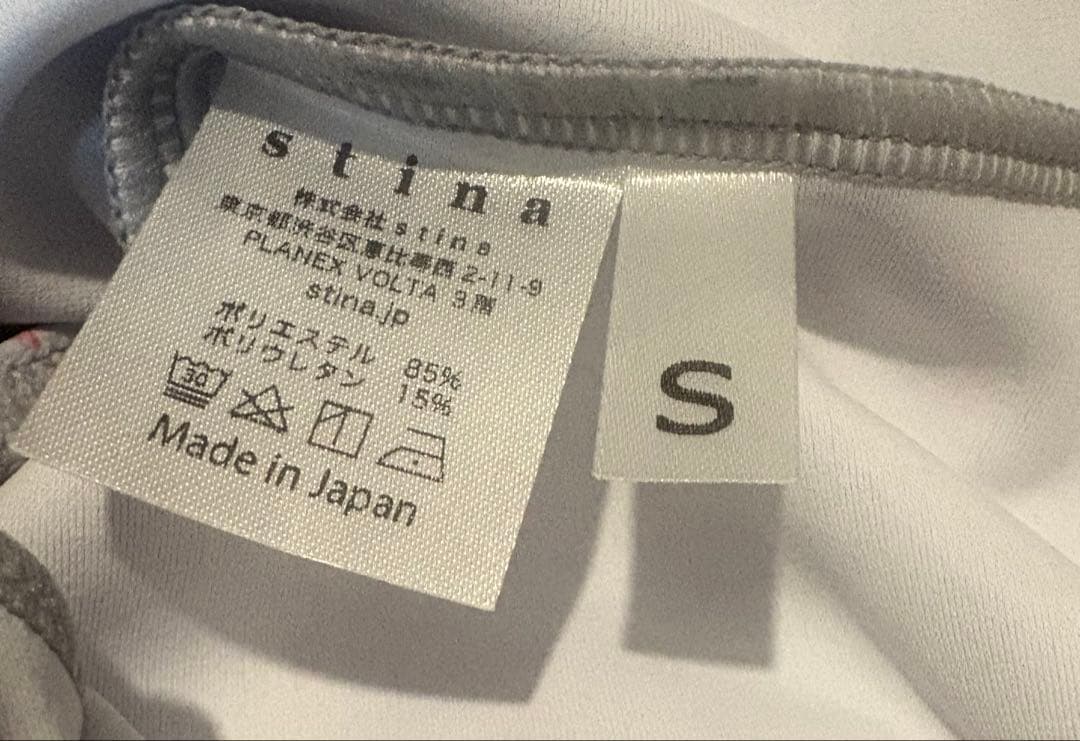 stina
株式会社stina
東京都渋谷区恵比寿西2-11-9
PLANEX VOLTA 3階
stina.jp
ポリエステル 85%
ポリウレタン 15%
30
Made in Japan
S